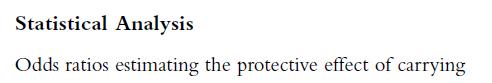 Statistical Analysis
Odds ratios estimating the protective effect of carrying